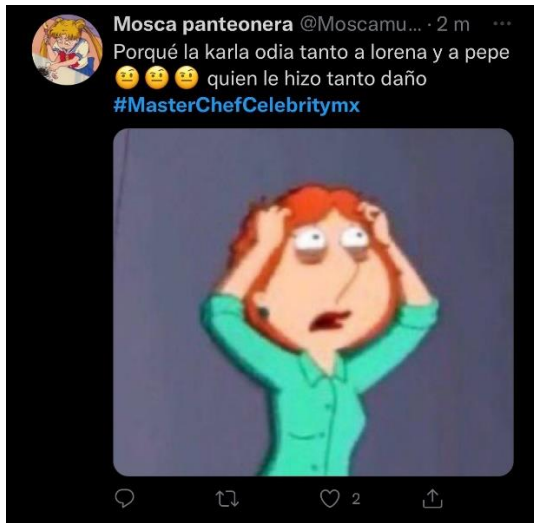 Mosca panteonera @Moscamu... · 2 m ...
Porqué la karla odia tanto a lorena y a pepe
🤨🤨🤨 quien le hizo tanto daño
#MasterChefCelebritymx
2